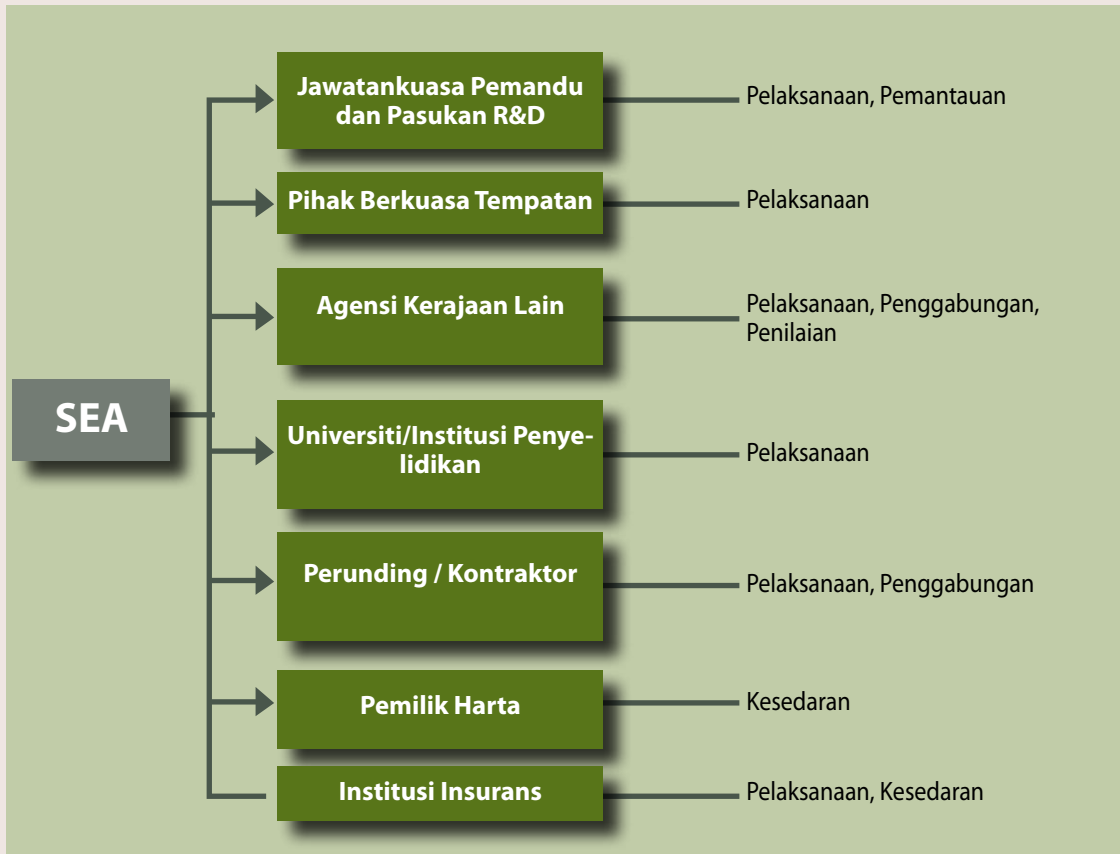 Jawatankuasa Pemandu
dan Pasukan R&D
Pelaksanaan, Pemantauan
Pihak Berkuasa Tempatan
Pelaksanaan
Agensi Kerajaan Lain
Pelaksanaan, Penggabungan,
Penilaian
SEA
Universiti/Institusi Penye-
lidikan
Pelaksanaan
Perunding / Kontraktor
Pelaksanaan, Penggabungan
Pemilik Harta
Kesedaran
Institusi Insurans
Pelaksanaan, Kesedaran